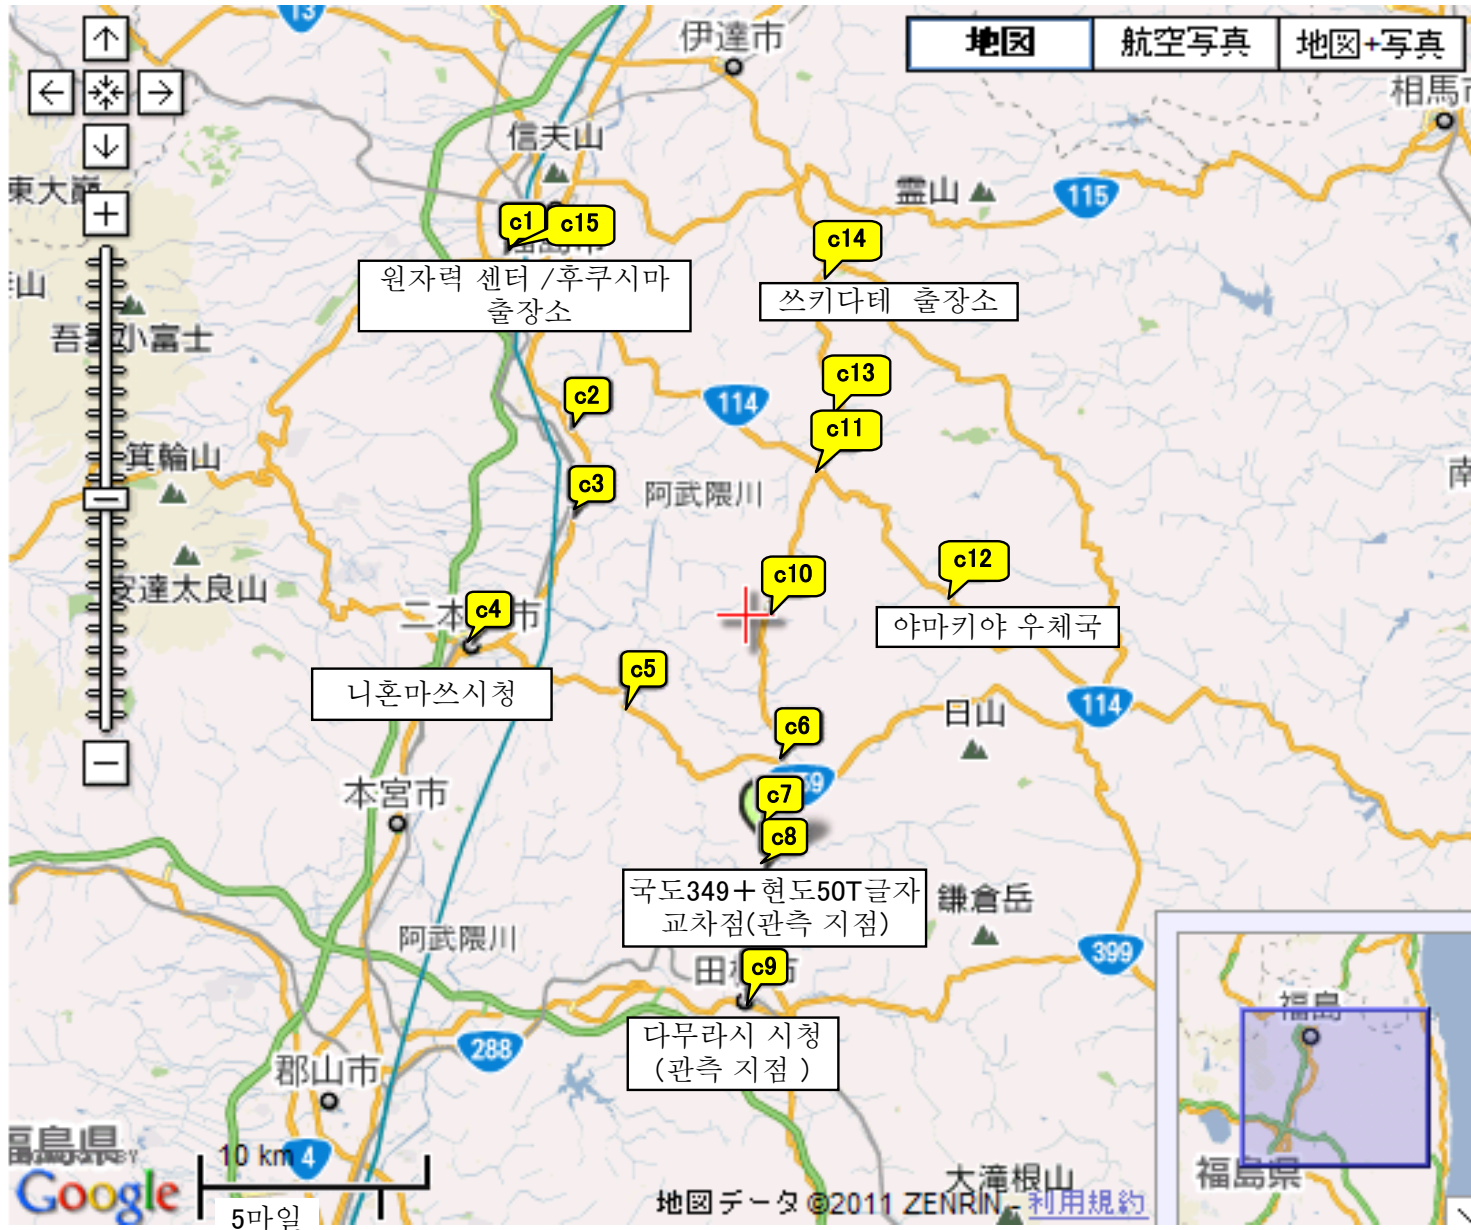 13
伊達市
地図
航空写真
地図+写真
相馬市
信夫山
東大巓
霊山
115
c1
c15
c14
원자력 센터 /후쿠시마
출장소
쓰키다테 출장소
山
吾妻小富士
c13
c2
114
c11
箕輪山
c3
阿武隈川
南
c12
c10
安達太良山
二本
市
c4
야마키야 우체국
c5
니혼마쓰시청
114
日山
c6
59
本宮市
c7
c8
국도349+현도50T글자
교차점(관측 지점)
鎌倉岳
阿武隈川
399
田村市
c9
다무라시 시청
(관측 지점 )
288
郡山市
福島
福島県
10 km
4
福島県
Google
5마일
大滝根山
地図データ ©2011 ZENRIN - 利用規約